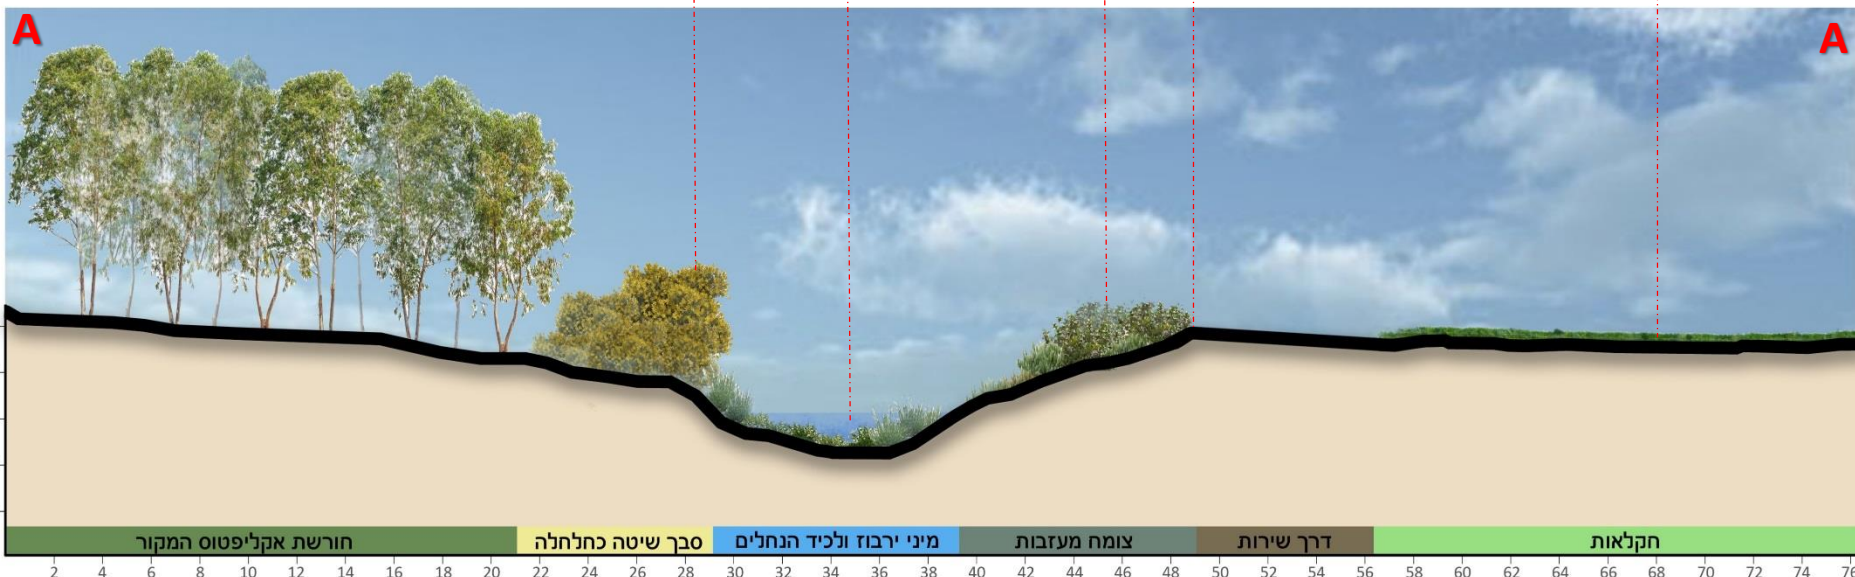 A A
חורשת אקליפטוס המקור
סבך שיטה כחלחלה
מיני ירבוז ולכיד הנחלים
צומח מעזבות
דרך שירות
חקלאות
2 4 6 8 10 12 14 16 18 20 22 24 26 28 30 32 34 36 38 40 42 44 46 48 50 52 54 56 58 60 62 64 66 68 70 72 74 76